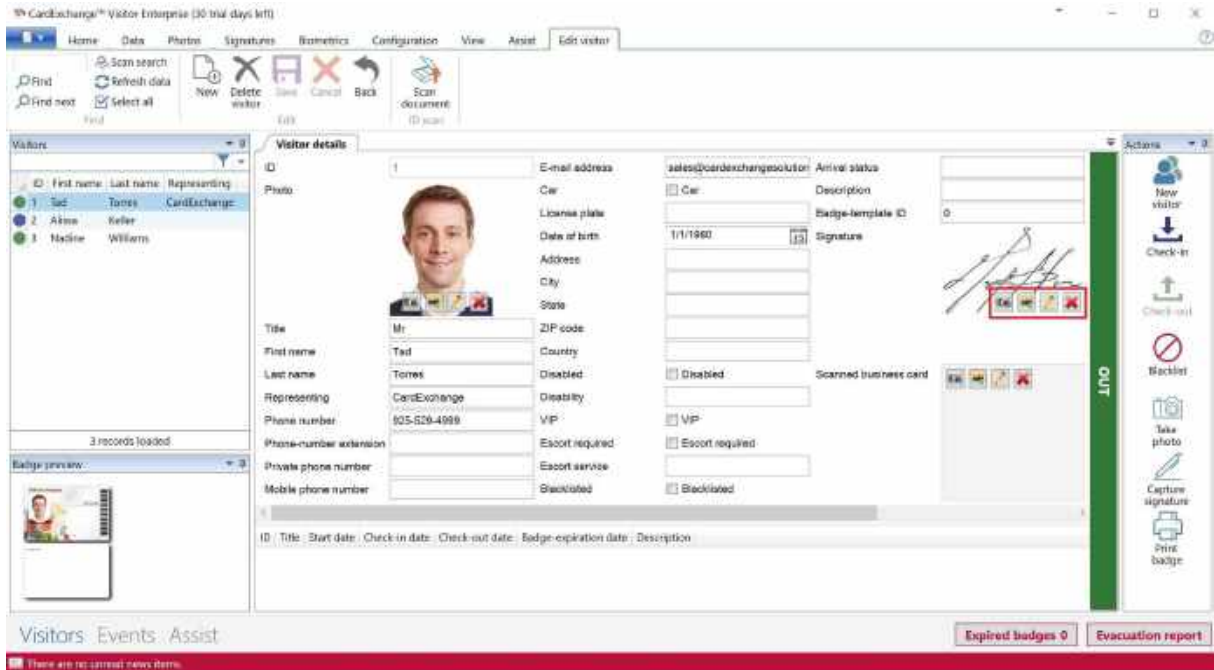 CardExchange™ Visitor Enterprise (30 trial days left)
Home Data Photos Signatures Biometrics Configuration View Assist Edit visitor
Find
Find next
Scan search
Refresh data
Select all
Find
New
Delete visitor
Save
Cancel
Back
Edit
Scan document
ID scan
Visitors
ID First name Last name Representing
1 Tad Torres CardExchange
2 Keller
3 Nadine Williams
3 records loaded
Badge preview
Visitor details
ID 1
Photo
Title Mr
First name Tad
Last name Torres
Representing CardExchange
Phone number 925-529-4999
Phone-number extension
Private phone number
Mobile phone number
E-mail address sales@cardexchangesolution
Car Car
License plate
Date of birth 1/1/1980 15
Address
City
State
ZIP code
Country
Disabled Disabled
Disability
VIP VIP
Escort required Escort required
Escort service
Blacklisted Blacklisted
Arrival status
Description
Badge-template ID 0
Signature
Scanned business card
OUT
ID Title Start date Check-in date Check-out date Badge-expiration date Description
Actions
New visitor
Check-in
Check-out
Blacklist
Take photo
Capture signature
Print badge
Visitors Events Assist
Expired badges 0
Evacuation report
There are no unread news items.